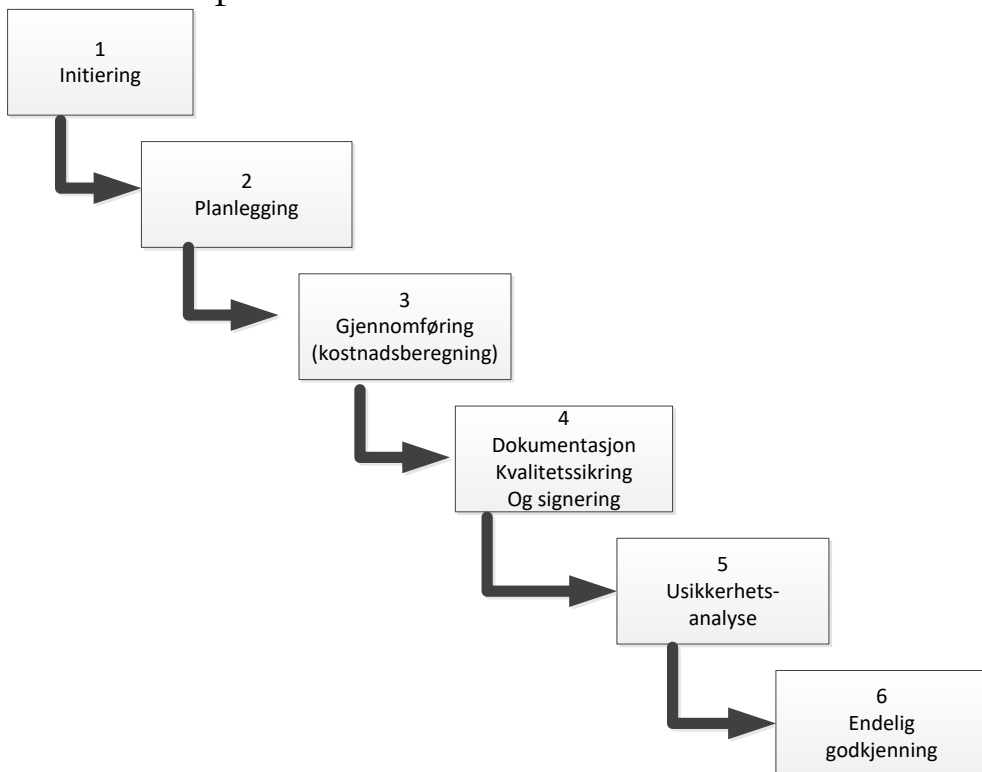 1
Initiering
2
Planlegging
3
Gjennomføring
(kostnadsberegning)
4
Dokumentasjon
Kvalitetssikring
Og signering
5
Usikkerhets-
analyse
6
Endelig
godkjenning